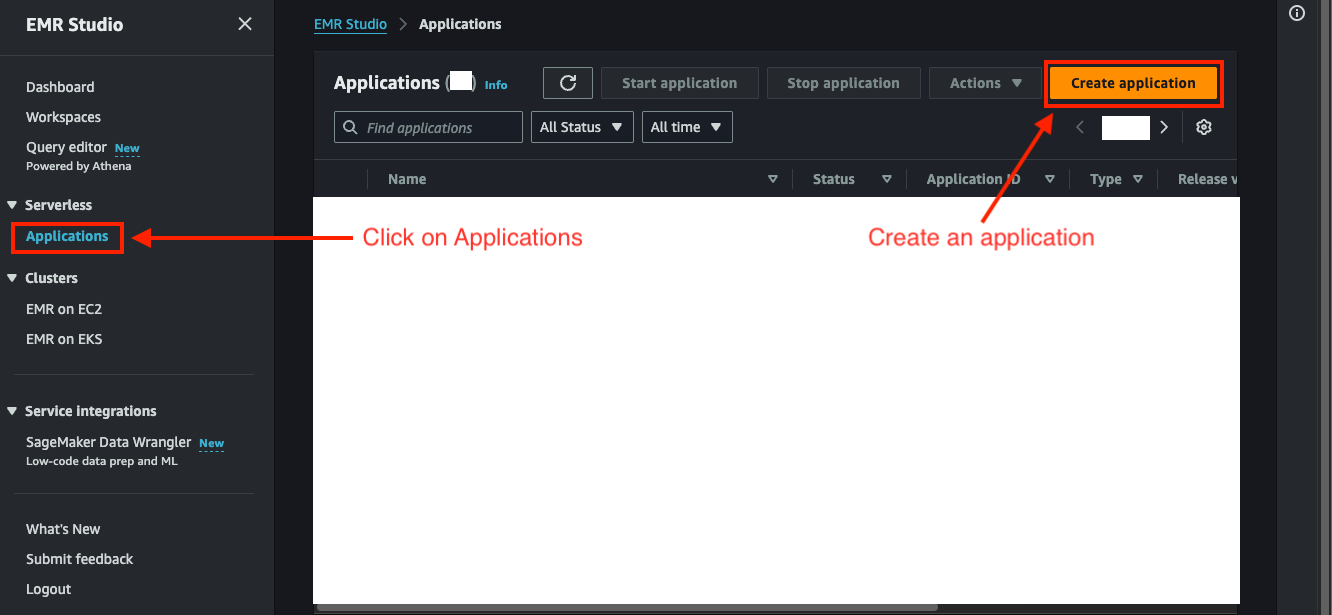 EMR Studio
Dashboard
Workspaces
Query editor New
Powered by Athena
Serverless
Applications
Clusters
EMR on EC2
EMR on EKS
Service integrations
SageMaker Data Wrangler New
Low-code data prep and ML
What's New
Submit feedback
Logout
EMR Studio > Applications
Applications ( ) Info
Start application
Stop application
Actions
Create application
Find applications
All Status
All time
Name
Status
Application ID
Type
Release v
Click on Applications
Create an application